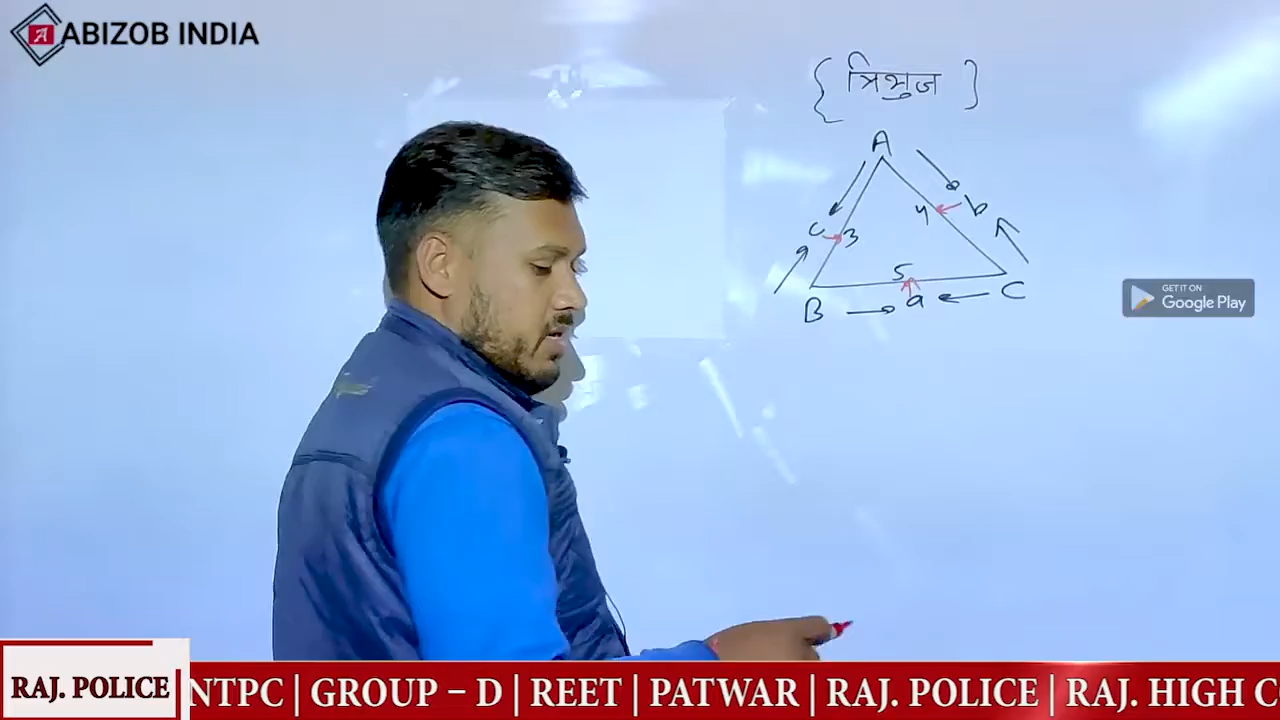 ABIZOB INDIA
{ त्रिभुज }
A
c 3
4 b
5
B a C
GET IT ON
Google Play
RAJ. POLICE
NTPC | GROUP – D | REET | PATWAR | RAJ. POLICE | RAJ. HIGH C